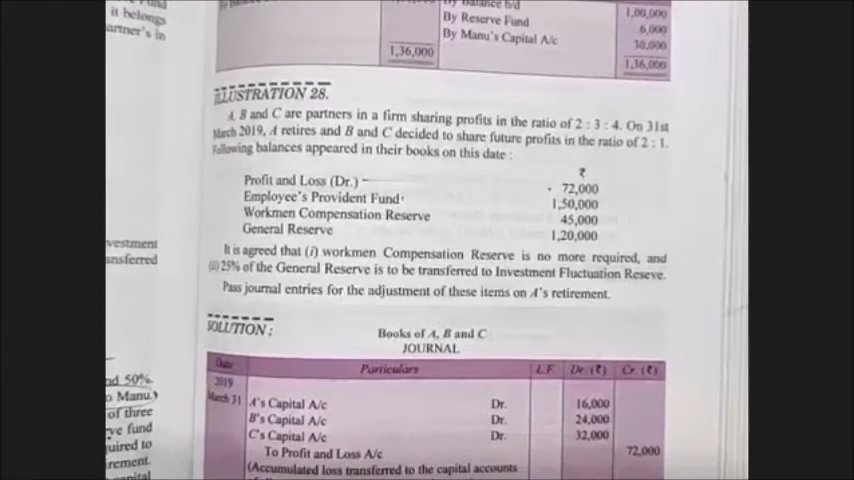 it belongs
artner's in
By Balance b/d 1,00,000
By Reserve Fund 6,000
By Manu's Capital A/c 30,000
1,36,000 1,36,000
ILLUSTRATION 28.
A, B and C are partners in a firm sharing profits in the ratio of 2 : 3 : 4. On 31st
March 2019, A retires and B and C decided to share future profits in the ratio of 2 : 1.
Following balances appeared in their books on this date :
₹
Profit and Loss (Dr.) 72,000
Employee's Provident Fund 1,50,000
Workmen Compensation Reserve 45,000
General Reserve 1,20,000
It is agreed that (i) workmen Compensation Reserve is no more required, and
(ii) 25% of the General Reserve is to be transferred to Investment Fluctuation Reseve.
Pass journal entries for the adjustment of these items on A's retirement.
vestment
ansferred
SOLUTION :
Books of A, B and C
JOURNAL
Date Particulars L.F. Dr. (₹) Cr. (₹)
2019
March 31 A's Capital A/c Dr. 16,000
B's Capital A/c Dr. 24,000
C's Capital A/c Dr. 32,000
To Profit and Loss A/c 72,000
(Accumulated loss transferred to the capital accounts
nd 50%.
o Manu.)
of three
ve fund
quired to
irement.
capital